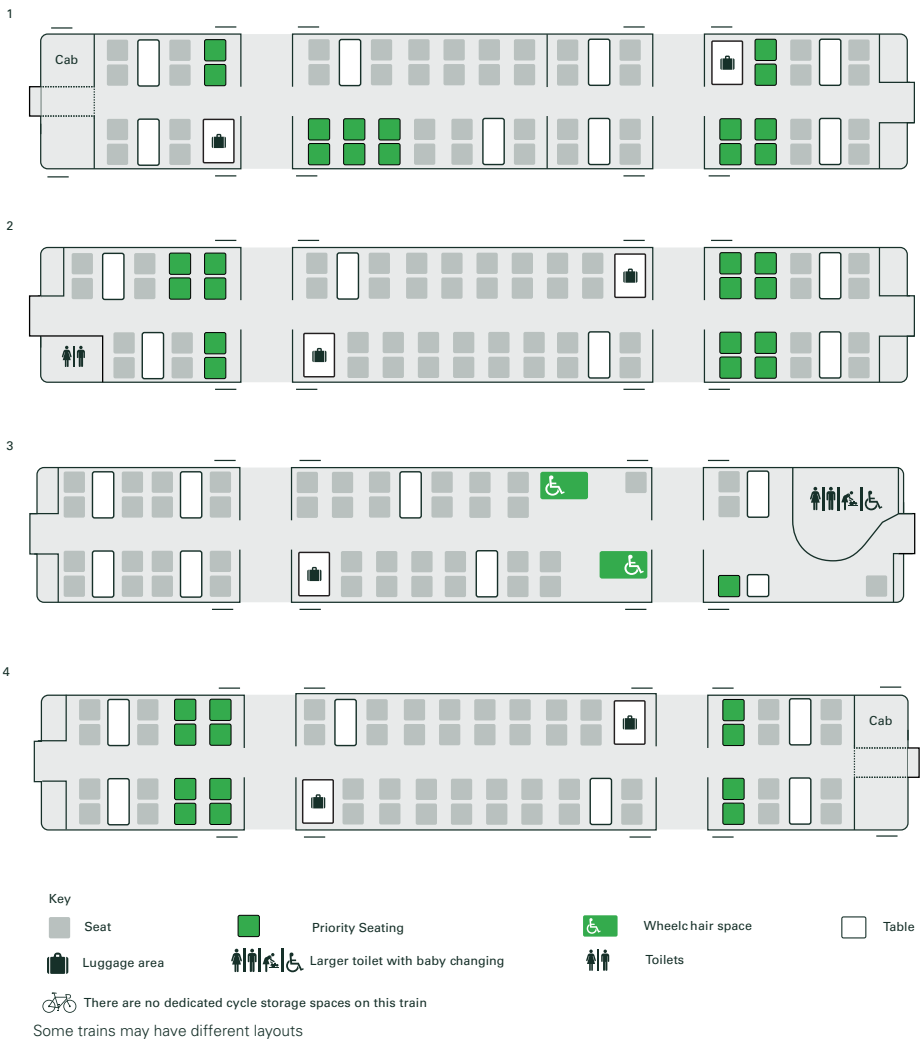 1
Cab
2
3
4
Cab
Key
Seat
Priority Seating
Wheelchair space
Table
Luggage area
Larger toilet with baby changing
Toilets
There are no dedicated cycle storage spaces on this train
Some trains may have different layouts